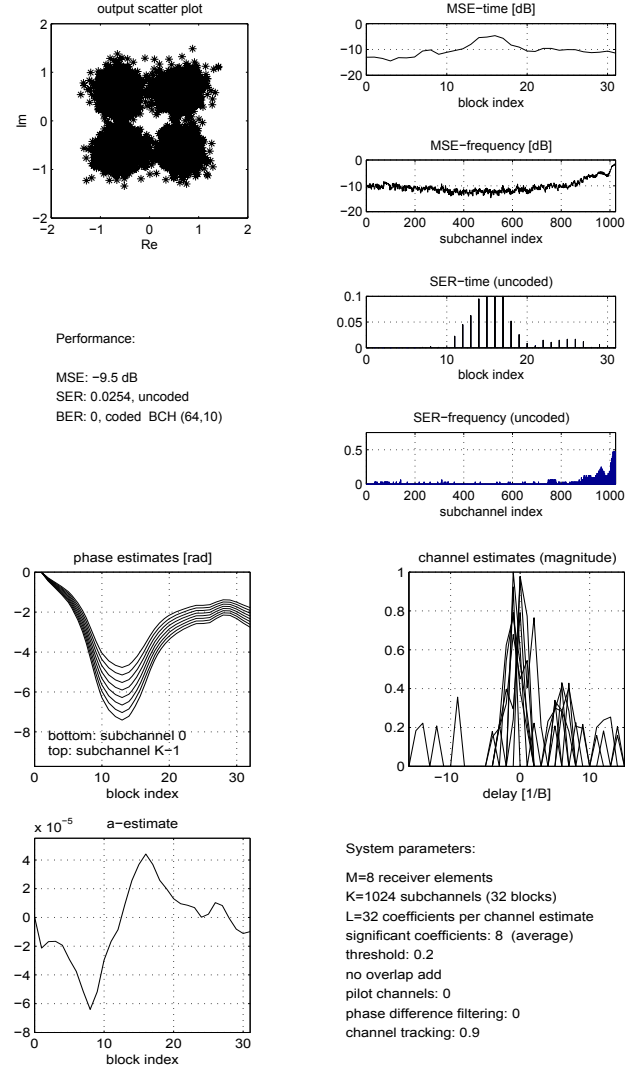 output scatter plot
2
1
0
−1
−2
Im
−2 −1 0 1 2
Re
MSE−time [dB]
0
−10
−20
0 10 20 30
block index
MSE−frequency [dB]
0
−10
−20
0 200 400 600 800 1000
subchannel index
SER−time (uncoded)
0.1
0.05
0
0 10 20 30
block index
Performance:
MSE: −9.5 dB
SER: 0.0254, uncoded
BER: 0, coded BCH (64,10)
SER−frequency (uncoded)
0.5
0
0 200 400 600 800 1000
subchannel index
phase estimates [rad]
0
−2
−4
−6
−8
bottom: subchannel 0
top: subchannel K−1
0 10 20 30
block index
channel estimates (magnitude)
1
0.8
0.6
0.4
0.2
0
−10 0 10
delay [1/B]
x 10−5
a−estimate
4
2
0
−2
−4
−6
−8
0 10 20 30
block index
System parameters:
M=8 receiver elements
K=1024 subchannels (32 blocks)
L=32 coefficients per channel estimate
significant coefficients: 8 (average)
threshold: 0.2
no overlap add
pilot channels: 0
phase difference filtering: 0
channel tracking: 0.9